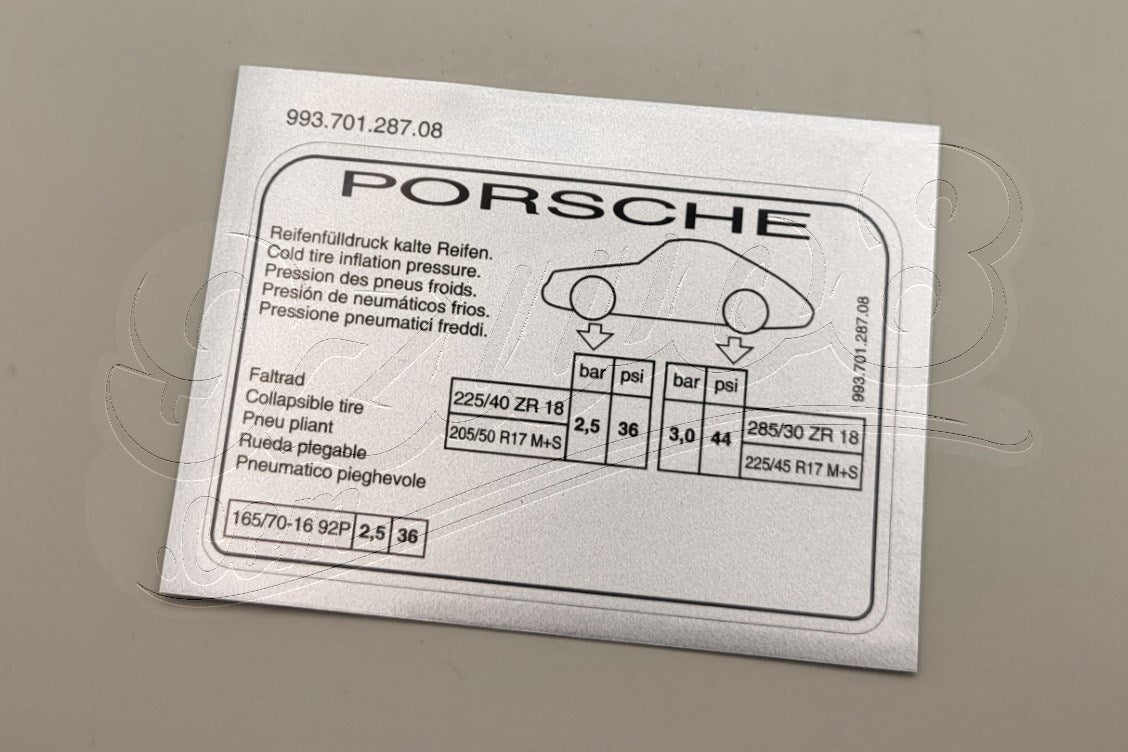 993.701.287.08
PORSCHE
Reifenfülldruck kalte Reifen.
Cold tire inflation pressure.
Pression des pneus froids.
Presión de neumáticos frios.
Pressione pneumatici freddi.
993.701.287.08
bar psi bar psi
225/40 ZR 18 2,5 36 3,0 44 285/30 ZR 18
205/50 R17 M+S 225/45 R17 M+S
Faltrad
Collapsible tire
Pneu pliant
Rueda plegable
Pneumatico pieghevole
165/70-16 92P 2,5 36